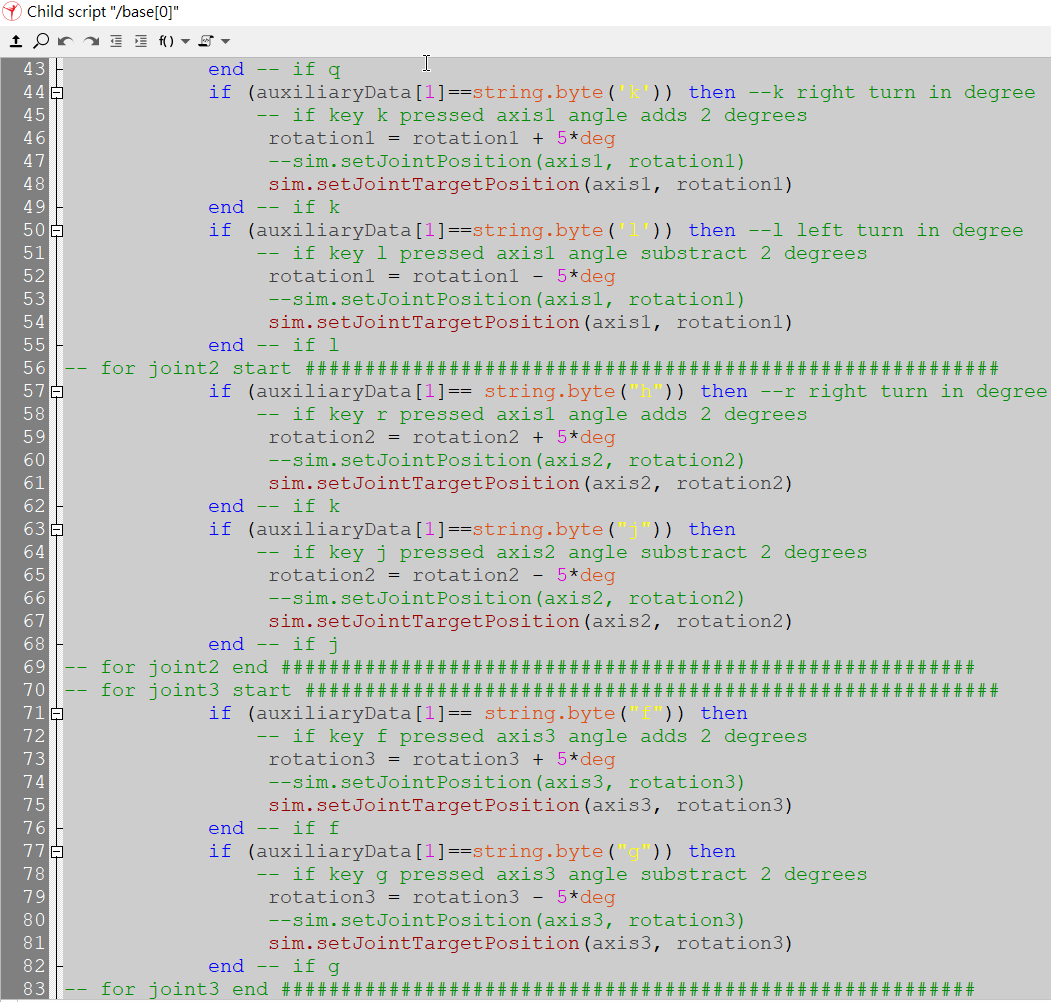 Child script "/base[0]"
f()
43 end -- if q
44 if (auxiliaryData[1]==string.byte('k')) then --k right turn in degree
45 -- if key k pressed axis1 angle adds 2 degrees
46 rotation1 = rotation1 + 5*deg
47 --sim.setJointPosition(axis1, rotation1)
48 sim.setJointTargetPosition(axis1, rotation1)
49 end -- if k
50 if (auxiliaryData[1]==string.byte('l')) then --l left turn in degree
51 -- if key l pressed axis1 angle substract 2 degrees
52 rotation1 = rotation1 - 5*deg
53 --sim.setJointPosition(axis1, rotation1)
54 sim.setJointTargetPosition(axis1, rotation1)
55 end -- if l
56 -- for joint2 start ##########################################################
57 if (auxiliaryData[1]== string.byte("h")) then --r right turn in degree
58 -- if key r pressed axis1 angle adds 2 degrees
59 rotation2 = rotation2 + 5*deg
60 --sim.setJointPosition(axis2, rotation2)
61 sim.setJointTargetPosition(axis2, rotation2)
62 end -- if k
63 if (auxiliaryData[1]==string.byte("j")) then
64 -- if key j pressed axis2 angle substract 2 degrees
65 rotation2 = rotation2 - 5*deg
66 --sim.setJointPosition(axis2, rotation2)
67 sim.setJointTargetPosition(axis2, rotation2)
68 end -- if j
69 -- for joint2 end ##########################################################
70 -- for joint3 start ##########################################################
71 if (auxiliaryData[1]== string.byte("f")) then
72 -- if key f pressed axis3 angle adds 2 degrees
73 rotation3 = rotation3 + 5*deg
74 --sim.setJointPosition(axis3, rotation3)
75 sim.setJointTargetPosition(axis3, rotation3)
76 end -- if f
77 if (auxiliaryData[1]==string.byte("g")) then
78 -- if key g pressed axis3 angle substract 2 degrees
79 rotation3 = rotation3 - 5*deg
80 --sim.setJointPosition(axis3, rotation3)
81 sim.setJointTargetPosition(axis3, rotation3)
82 end -- if g
83 -- for joint3 end ##########################################################